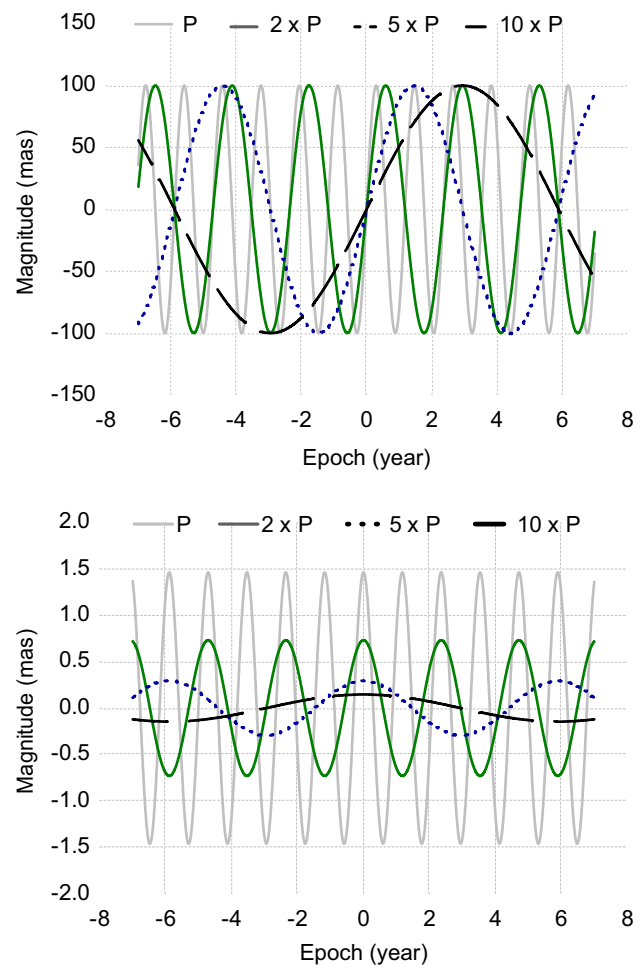 150
P 2 x P 5 x P 10 x P
100
50
0
-50
-100
-150
Magnitude (mas)
-8 -6 -4 -2 0 2 4 6 8
Epoch (year)
2.0
P 2 x P 5 x P 10 x P
1.5
1.0
0.5
0.0
-0.5
-1.0
-1.5
-2.0
Magnitude (mas)
-8 -6 -4 -2 0 2 4 6 8
Epoch (year)